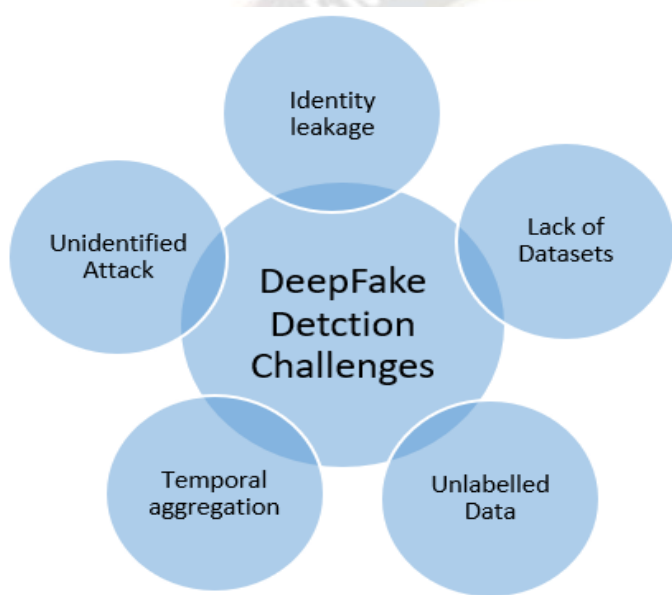 Identity
leakage
Unidentified
Attack
Lack of
Datasets
DeepFake
Detction
Challenges
Temporal
aggregation
Unlabelled
Data